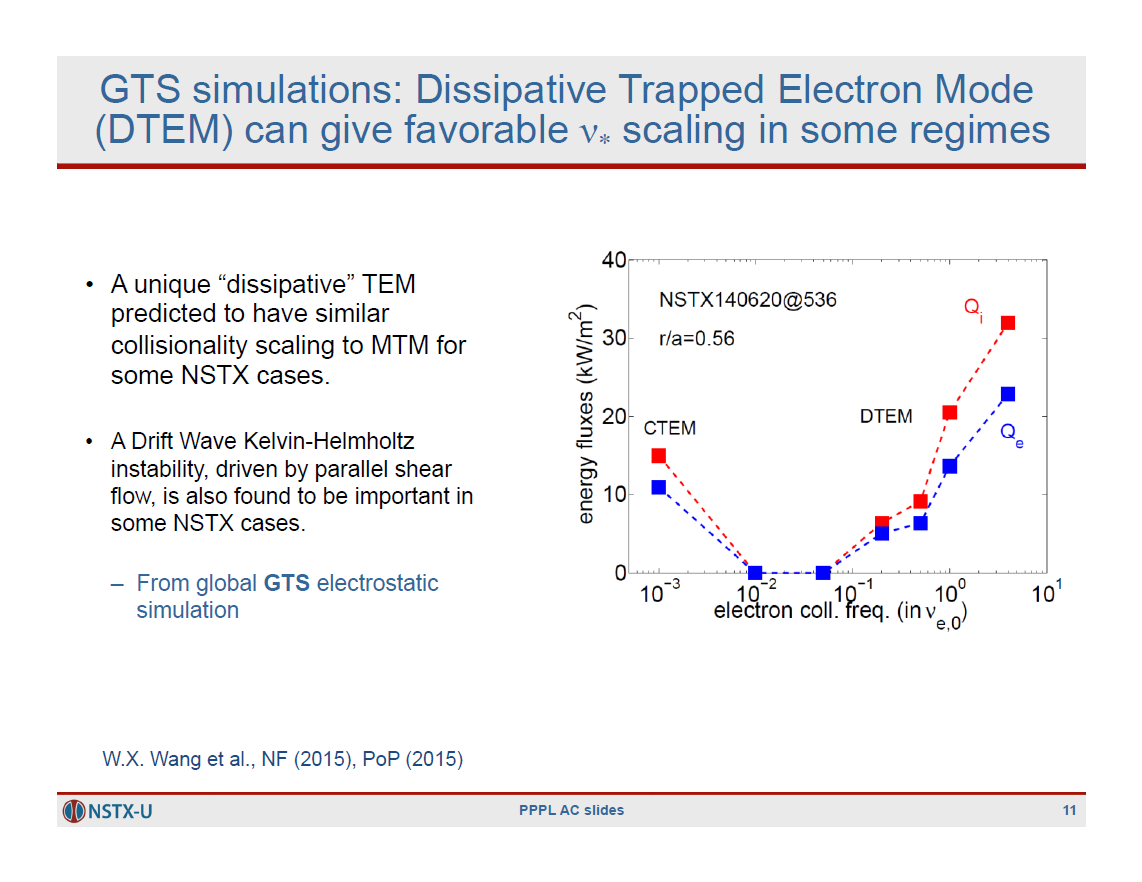 GTS simulations: Dissipative Trapped Electron Mode
(DTEM) can give favorable ν* scaling in some regimes
• A unique “dissipative” TEM
predicted to have similar
collisionality scaling to MTM for
some NSTX cases.
• A Drift Wave Kelvin-Helmholtz
instability, driven by parallel shear
flow, is also found to be important in
some NSTX cases.
– From global GTS electrostatic
simulation
40
30
20
10
0
energy fluxes (kW/m²)
NSTX140620@536
r/a=0.56
Qi
CTEM
DTEM
Qe
10⁻³ 10⁻² 10⁻¹ 10⁰ 10¹
electron coll. freq. (in νe,0)
W.X. Wang et al., NF (2015), PoP (2015)
NSTX-U
PPPL AC slides
11